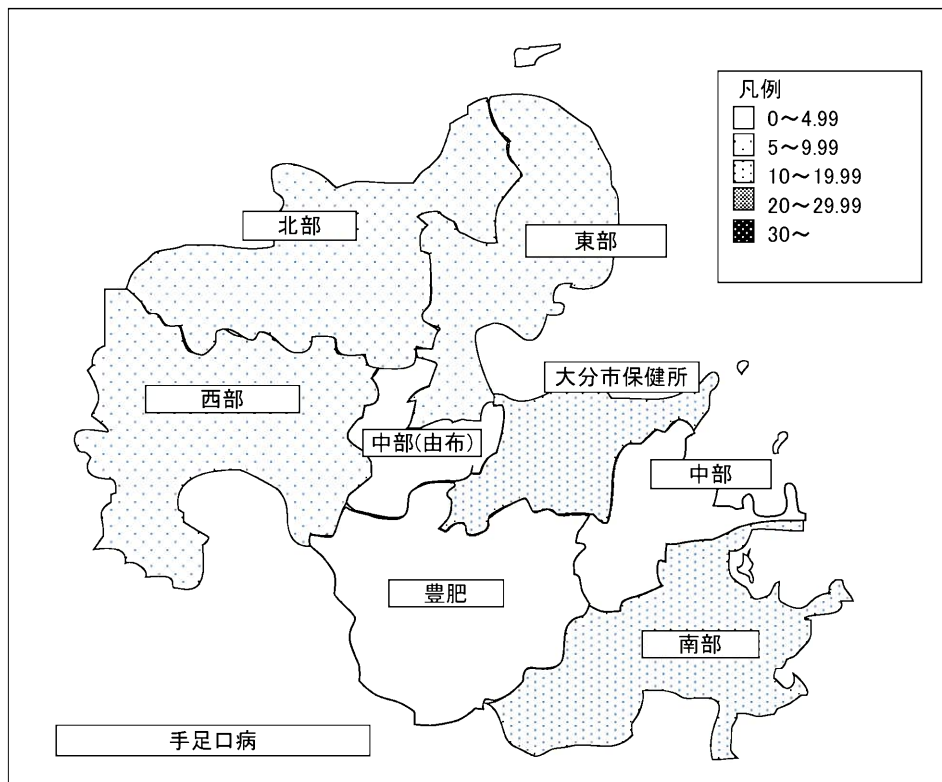 凡例
0～4.99
5～9.99
10～19.99
20～29.99
30～
北部
東部
大分市保健所
西部
中部(由布)
中部
豊肥
南部
手足口病